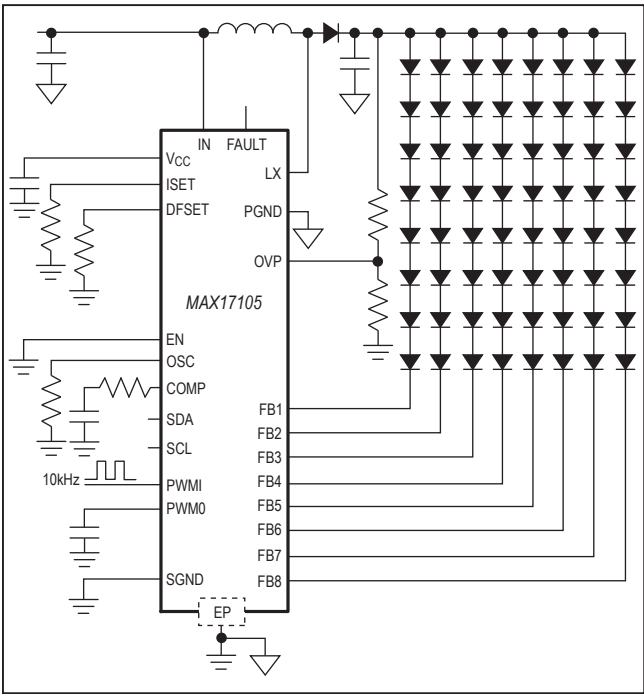 IN FAULT
VCC
ISET
DFSET
LX
PGND
OVP
MAX17105
EN
OSC
COMP
SDA
SCL
10kHz
PWMI
PWM0
SGND
FB1
FB2
FB3
FB4
FB5
FB6
FB7
FB8
EP